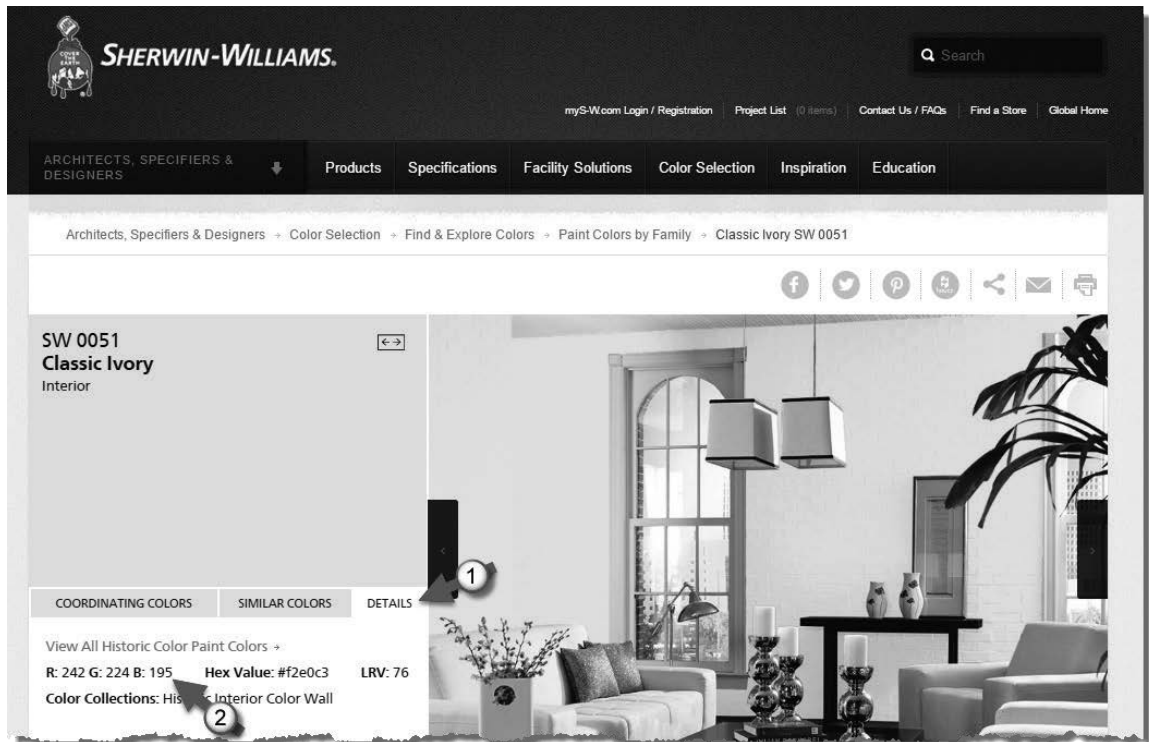 COVER
THE
EARTH
SHERWIN-WILLIAMS.
Search
myS-W.com Login / Registration Project List (0 items) Contact Us / FAQs Find a Store Global Home
ARCHITECTS, SPECIFIERS &
DESIGNERS
Products Specifications Facility Solutions Color Selection Inspiration Education
Architects, Specifiers & Designers → Color Selection → Find & Explore Colors → Paint Colors by Family → Classic Ivory SW 0051
SW 0051
Classic Ivory
Interior
1
COORDINATING COLORS SIMILAR COLORS DETAILS
View All Historic Color Paint Colors →
R: 242 G: 224 B: 195 Hex Value: #f2e0c3 LRV: 76
Color Collections: Interior Color Wall
2